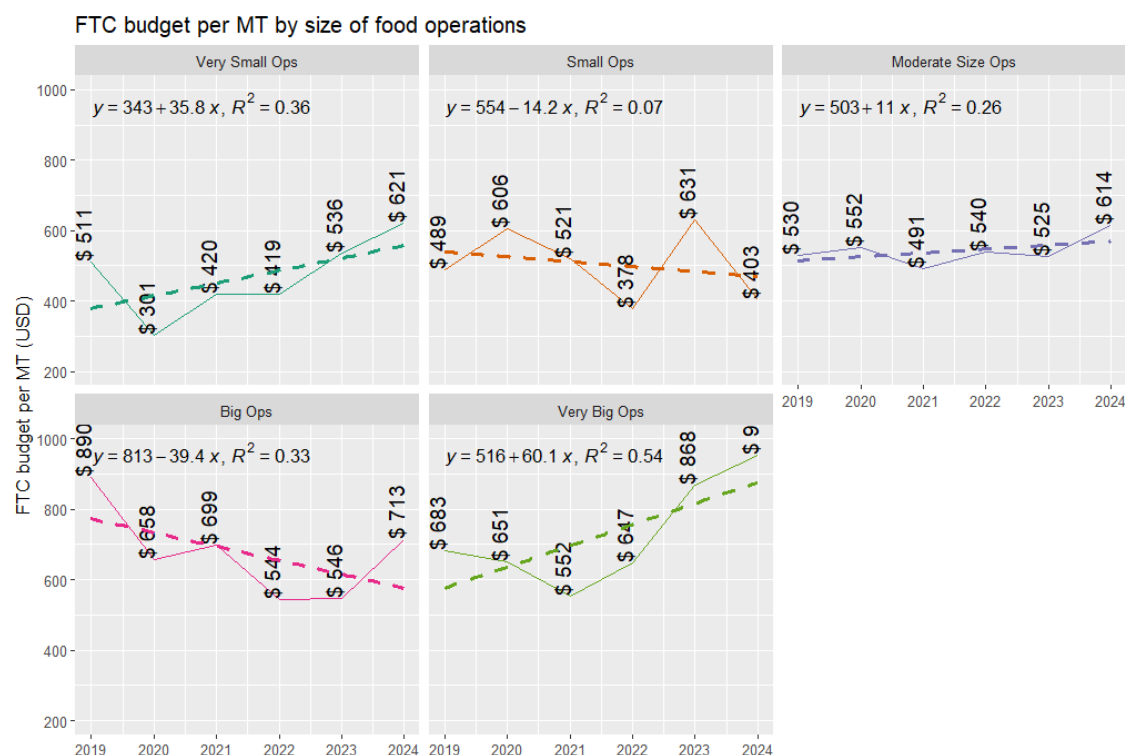 FTC budget per MT by size of food operations
FTC budget per MT (USD)
Very Small Ops
y = 343 + 35.8 x, R² = 0.36
$ 511
$ 301
$ 420
$ 419
$ 536
$ 621
Small Ops
y = 554 − 14.2 x, R² = 0.07
$ 489
$ 606
$ 521
$ 378
$ 631
$ 403
Moderate Size Ops
y = 503 + 11 x, R² = 0.26
$ 530
$ 552
$ 491
$ 540
$ 525
$ 614
1000
800
600
400
200
2019 2020 2021 2022 2023 2024
Big Ops
y = 813 − 39.4 x, R² = 0.33
$ 890
$ 658
$ 699
$ 544
$ 546
$ 713
Very Big Ops
y = 516 + 60.1 x, R² = 0.54
$ 683
$ 651
$ 552
$ 647
$ 868
$ 9
1000
800
600
400
200
2019 2020 2021 2022 2023 2024
2019 2020 2021 2022 2023 2024